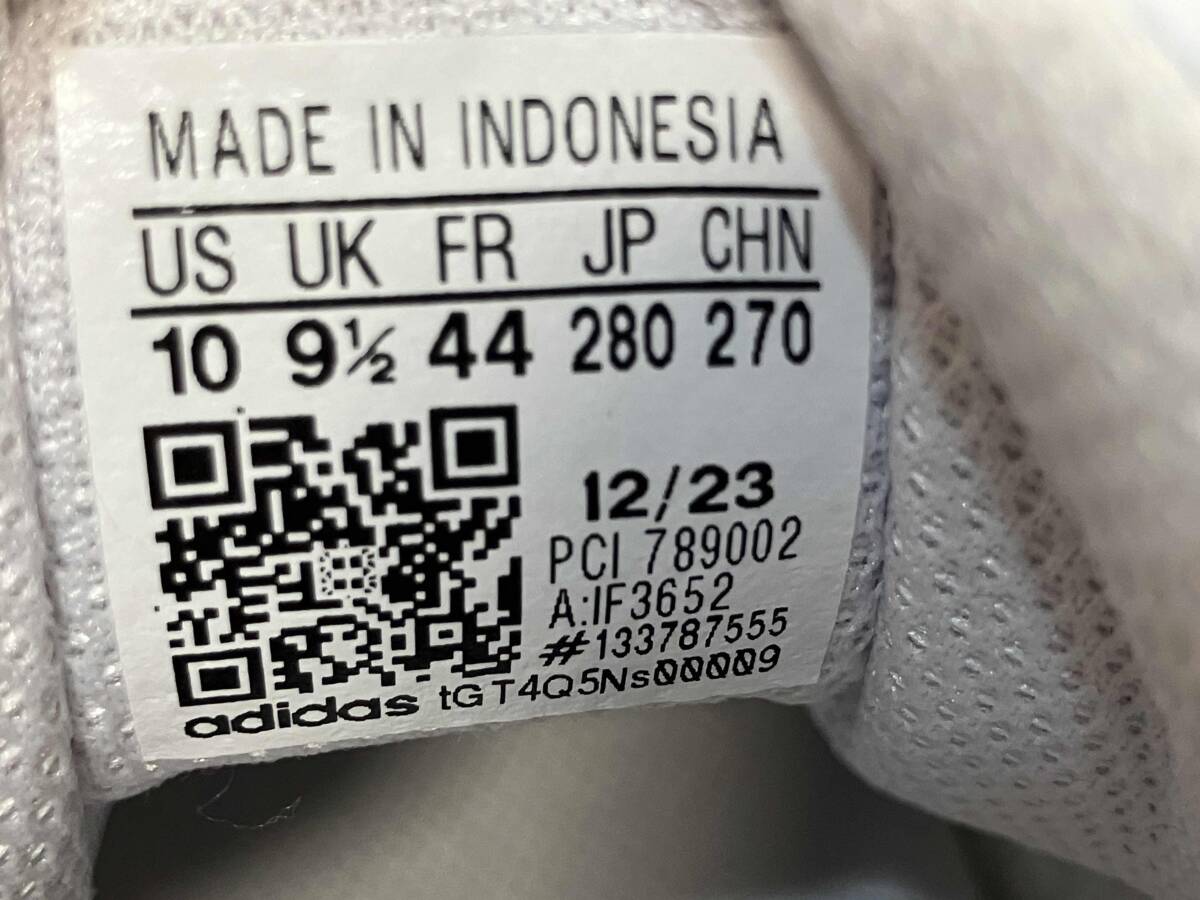 MADE IN INDONESIA
US UK FR JP CHN
10 9½ 44 280 270
12/23
PCI 789002
A:IF3652
#133787555
adidas tGT4Q5Ns00009